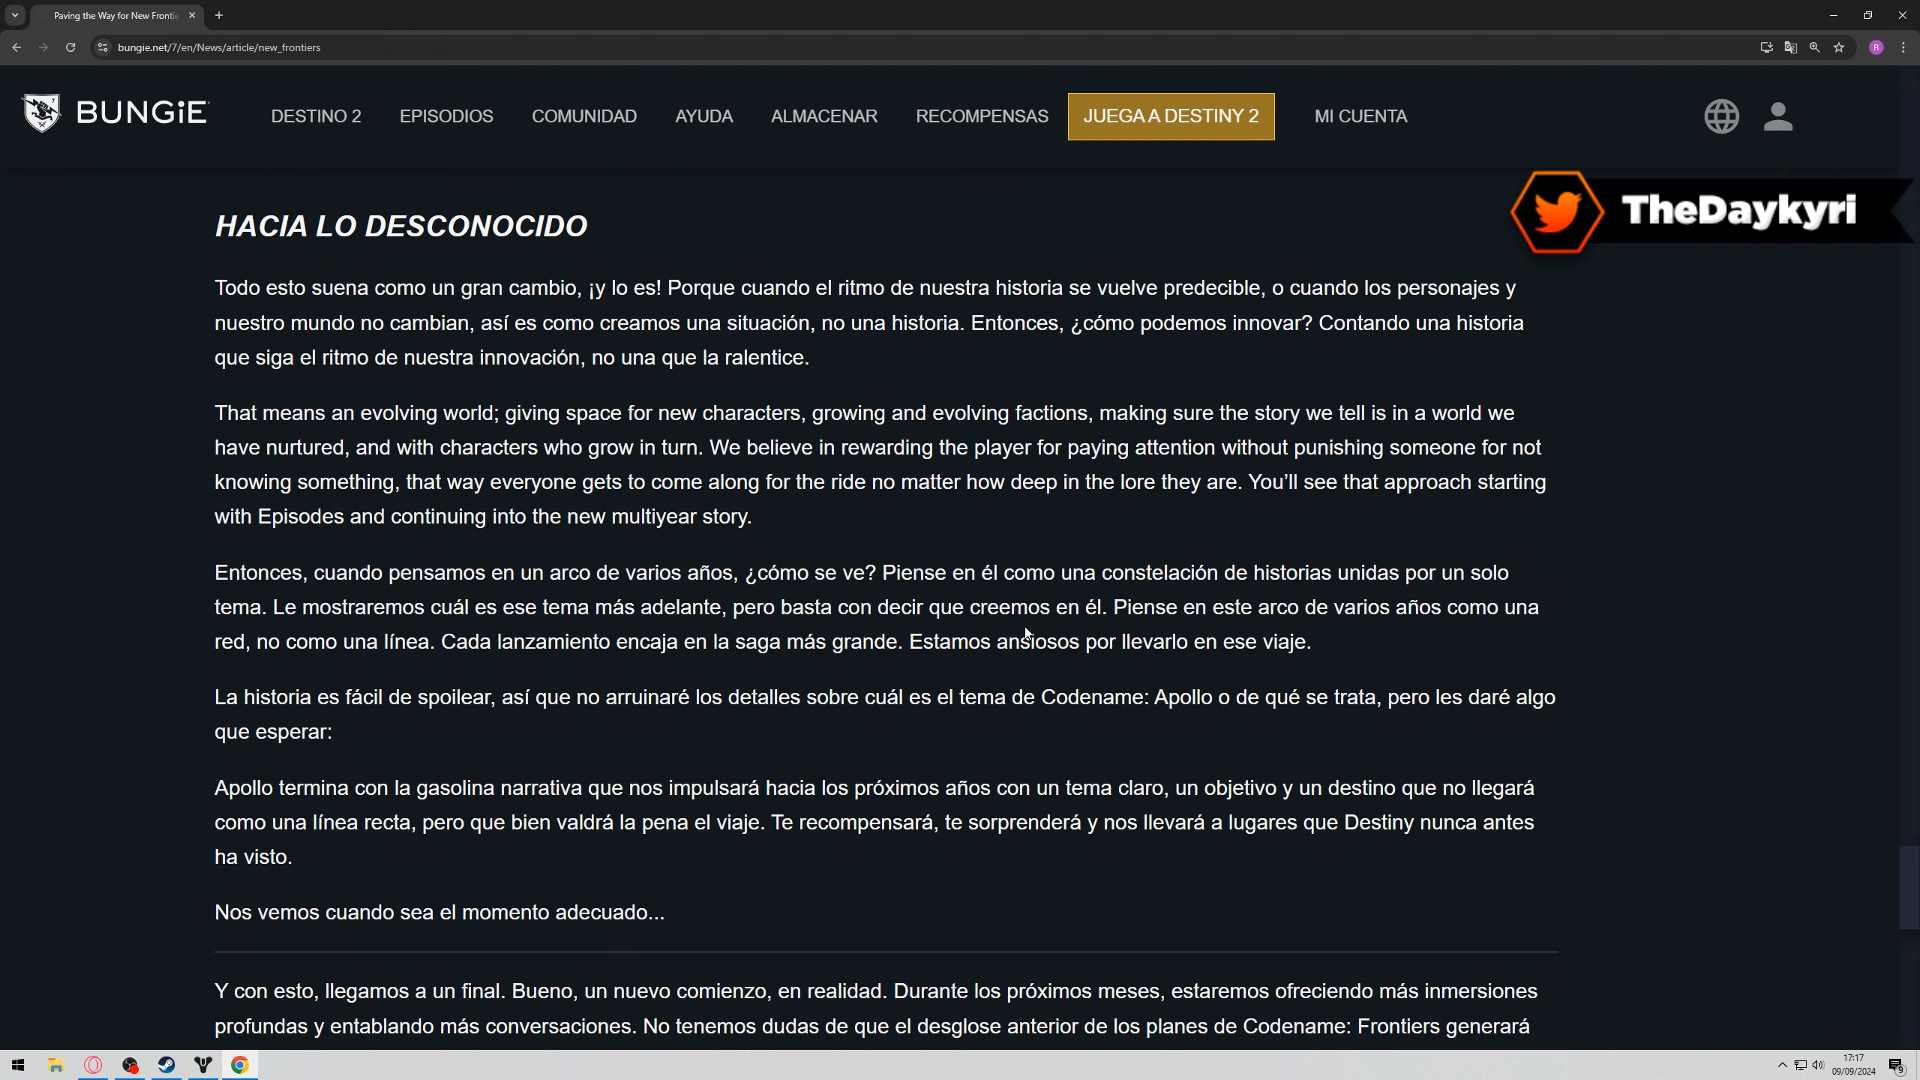 Paving the Way for New Frontie
bungie.net/7/en/News/article/new_frontiers
R
BUNGiE
DESTINO 2
EPISODIOS
COMUNIDAD
AYUDA
ALMACENAR
RECOMPENSAS
JUEGA A DESTINY 2
MI CUENTA
TheDaykyri
HACIA LO DESCONOCIDO
Todo esto suena como un gran cambio, ¡y lo es! Porque cuando el ritmo de nuestra historia se vuelve predecible, o cuando los personajes y
nuestro mundo no cambian, así es como creamos una situación, no una historia. Entonces, ¿cómo podemos innovar? Contando una historia
que siga el ritmo de nuestra innovación, no una que la ralentice.
That means an evolving world; giving space for new characters, growing and evolving factions, making sure the story we tell is in a world we
have nurtured, and with characters who grow in turn. We believe in rewarding the player for paying attention without punishing someone for not
knowing something, that way everyone gets to come along for the ride no matter how deep in the lore they are. You’ll see that approach starting
with Episodes and continuing into the new multiyear story.
Entonces, cuando pensamos en un arco de varios años, ¿cómo se ve? Piense en él como una constelación de historias unidas por un solo
tema. Le mostraremos cuál es ese tema más adelante, pero basta con decir que creemos en él. Piense en este arco de varios años como una
red, no como una línea. Cada lanzamiento encaja en la saga más grande. Estamos ansiosos por llevarlo en ese viaje.
La historia es fácil de spoilear, así que no arruinaré los detalles sobre cuál es el tema de Codename: Apollo o de qué se trata, pero les daré algo
que esperar:
Apollo termina con la gasolina narrativa que nos impulsará hacia los próximos años con un tema claro, un objetivo y un destino que no llegará
como una línea recta, pero que bien valdrá la pena el viaje. Te recompensará, te sorprenderá y nos llevará a lugares que Destiny nunca antes
ha visto.
Nos vemos cuando sea el momento adecuado...
Y con esto, llegamos a un final. Bueno, un nuevo comienzo, en realidad. Durante los próximos meses, estaremos ofreciendo más inmersiones
profundas y entablando más conversaciones. No tenemos dudas de que el desglose anterior de los planes de Codename: Frontiers generará
17:17
09/09/2024